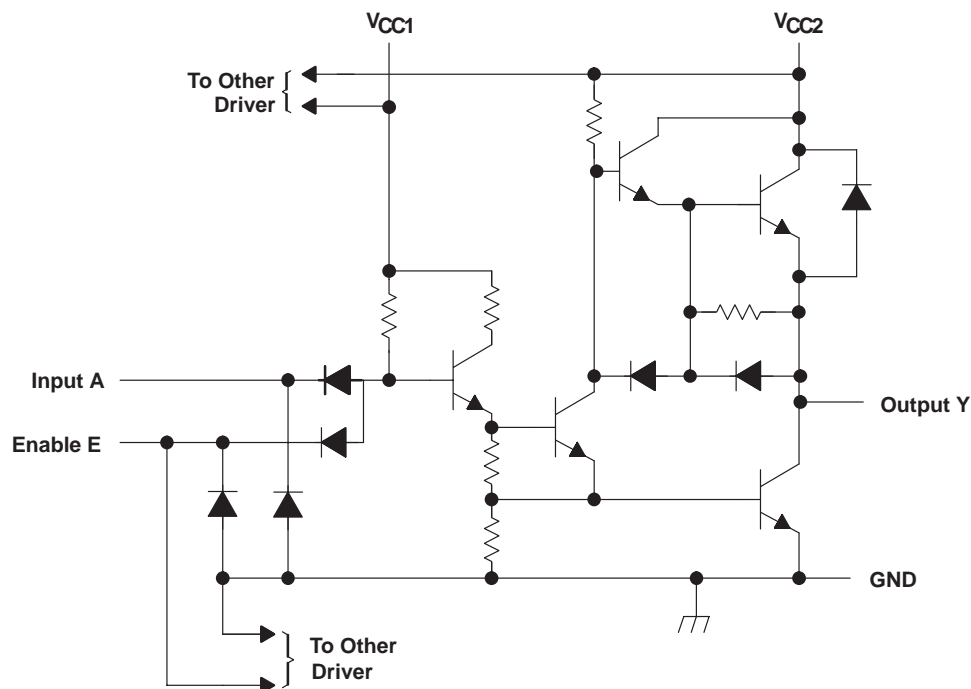 VCC1
VCC2
To Other
Driver
Input A
Output Y
Enable E
GND
To Other
Driver